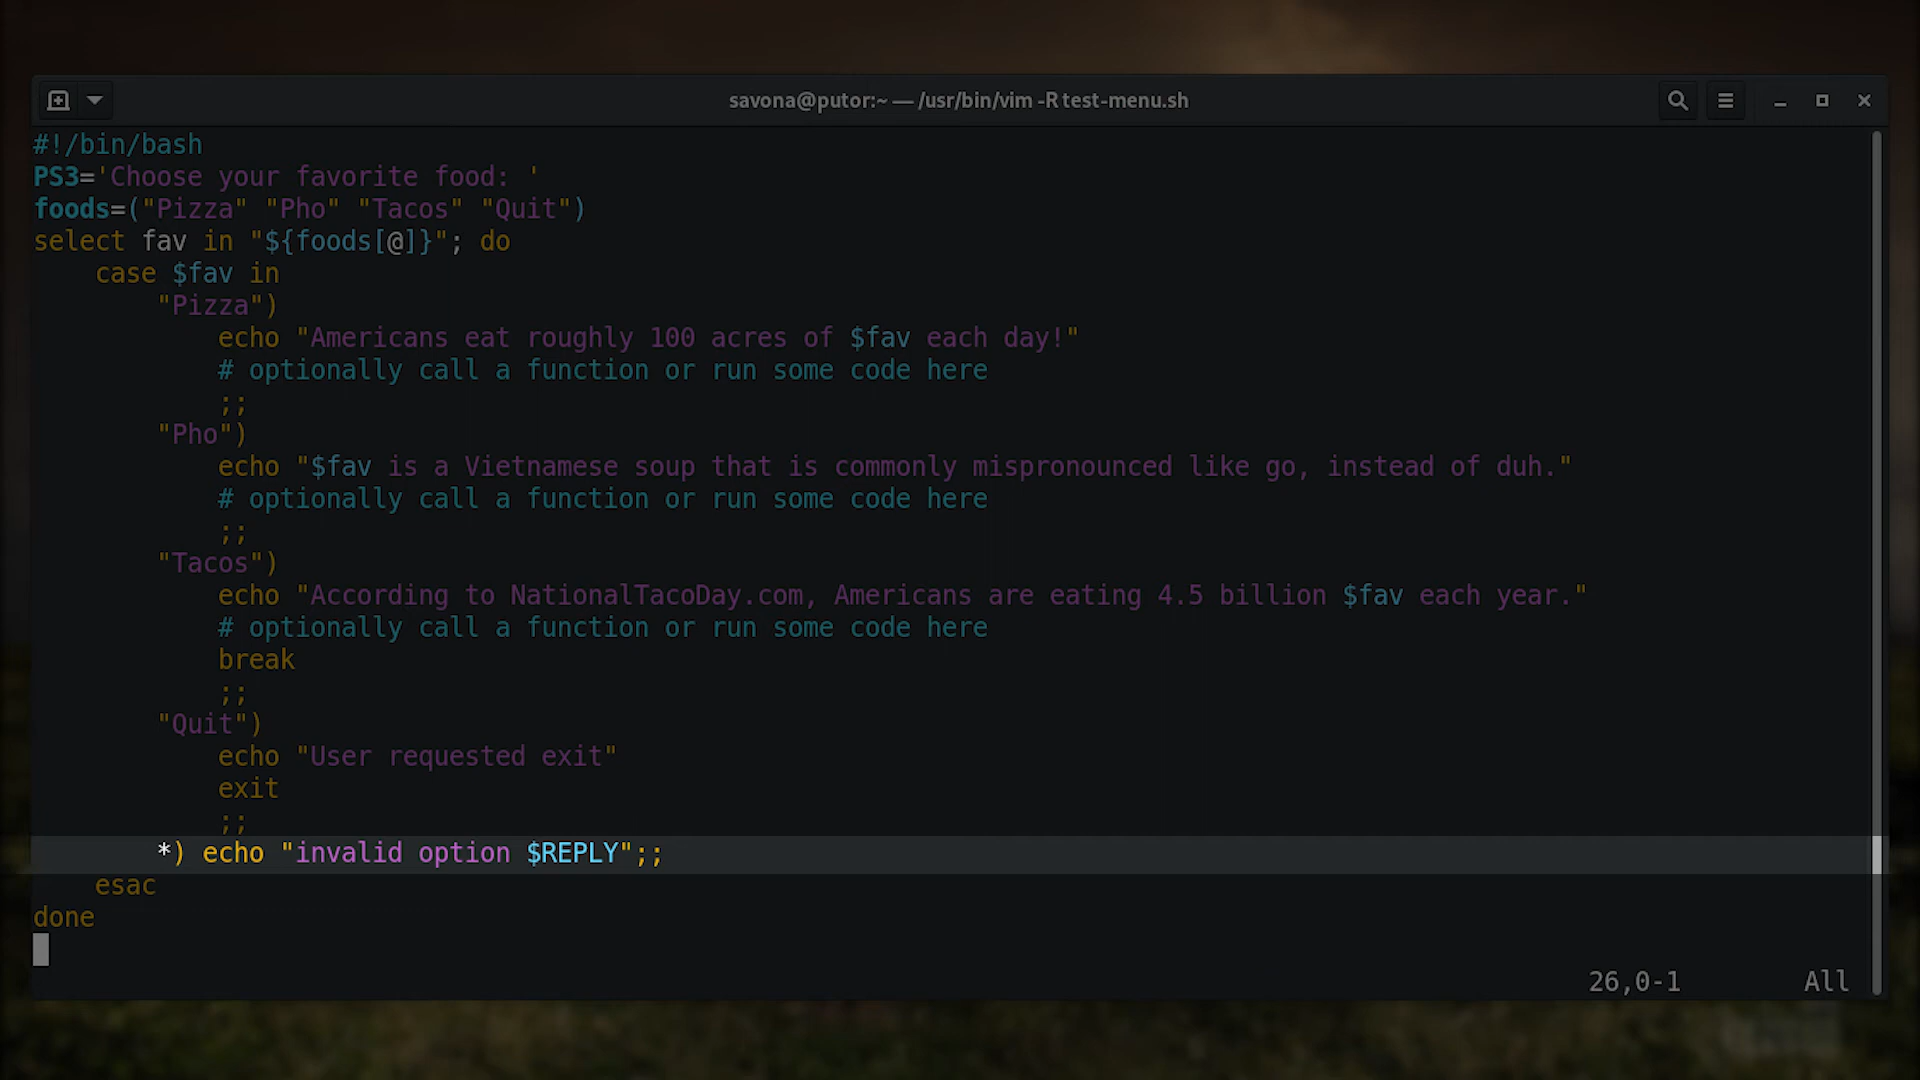 savona@putor:~ — /usr/bin/vim -R test-menu.sh
#!/bin/bash
PS3='Choose your favorite food: '
foods=("Pizza" "Pho" "Tacos" "Quit")
select fav in "${foods[@]}"; do
    case $fav in
        "Pizza")
            echo "Americans eat roughly 100 acres of $fav each day!"
            # optionally call a function or run some code here
            ;;
        "Pho")
            echo "$fav is a Vietnamese soup that is commonly mispronounced like go, instead of duh."
            # optionally call a function or run some code here
            ;;
        "Tacos")
            echo "According to NationalTacoDay.com, Americans are eating 4.5 billion $fav each year."
            # optionally call a function or run some code here
            break
            ;;
        "Quit")
            echo "User requested exit"
            exit
            ;;
        *) echo "invalid option $REPLY";;
    esac
done
26,0-1 All